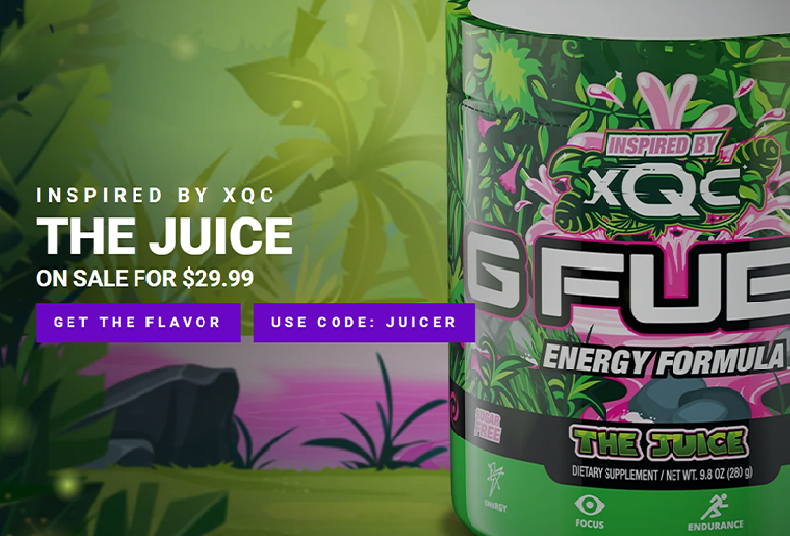 INSPIRED BY XQC
THE JUICE
ON SALE FOR $29.99
GET THE FLAVOR
USE CODE: JUICER
INSPIRED BY
xQc
G FUE
ENERGY FORMULA
SUGAR
FREE
THE JUICE
DIETARY SUPPLEMENT / NET WT. 9.8 OZ (280 g)
ENERGY
FOCUS
ENDURANCE